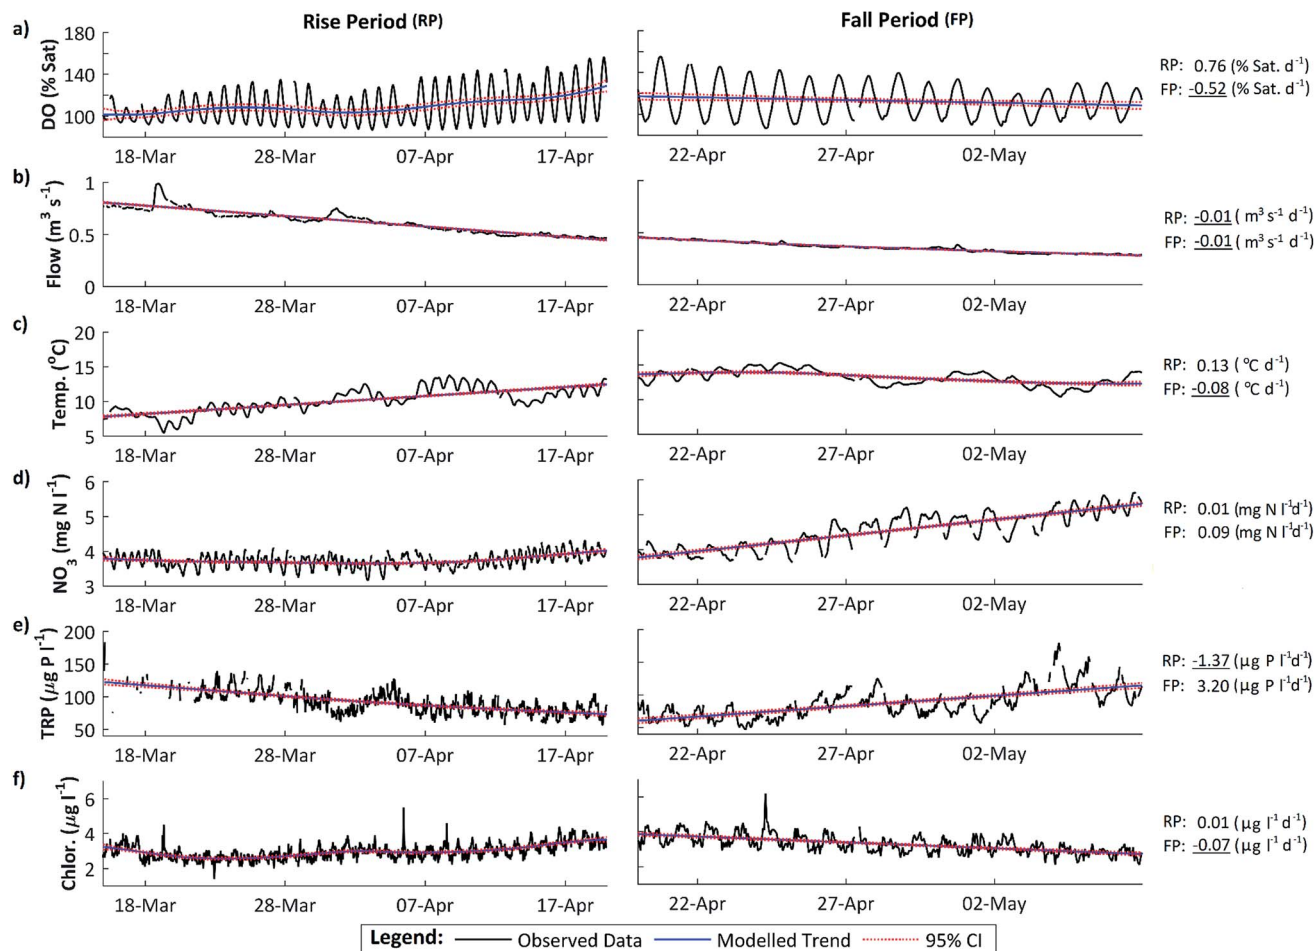 Rise Period (RP)
Fall Period (FP)
a)
DO (% Sat)
180
140
100
18-Mar
28-Mar
07-Apr
17-Apr
22-Apr
27-Apr
02-May
RP: 0.76 (% Sat. d⁻¹)
FP: -0.52 (% Sat. d⁻¹)
b)
Flow (m³ s⁻¹)
1
0.5
0
18-Mar
28-Mar
07-Apr
17-Apr
22-Apr
27-Apr
02-May
RP: -0.01 ( m³ s⁻¹ d⁻¹)
FP: -0.01 ( m³ s⁻¹ d⁻¹)
c)
Temp. (°C)
20
15
10
5
18-Mar
28-Mar
07-Apr
17-Apr
22-Apr
27-Apr
02-May
RP: 0.13 ( °C d⁻¹)
FP: -0.08 ( °C d⁻¹)
d)
NO₃ (mg N l⁻¹)
6
5
4
3
18-Mar
28-Mar
07-Apr
17-Apr
22-Apr
27-Apr
02-May
RP: 0.01 (mg N l⁻¹d⁻¹)
FP: 0.09 (mg N l⁻¹d⁻¹)
e)
TRP (µg P l⁻¹)
200
150
100
50
18-Mar
28-Mar
07-Apr
17-Apr
22-Apr
27-Apr
02-May
RP: -1.37 (µg P l⁻¹d⁻¹)
FP: 3.20 (µg P l⁻¹d⁻¹)
f)
Chlor. (µg l⁻¹)
6
4
2
18-Mar
28-Mar
07-Apr
17-Apr
22-Apr
27-Apr
02-May
RP: 0.01 (µg l⁻¹ d⁻¹)
FP: -0.07 (µg l⁻¹ d⁻¹)
Legend: Observed Data Modelled Trend 95% CI